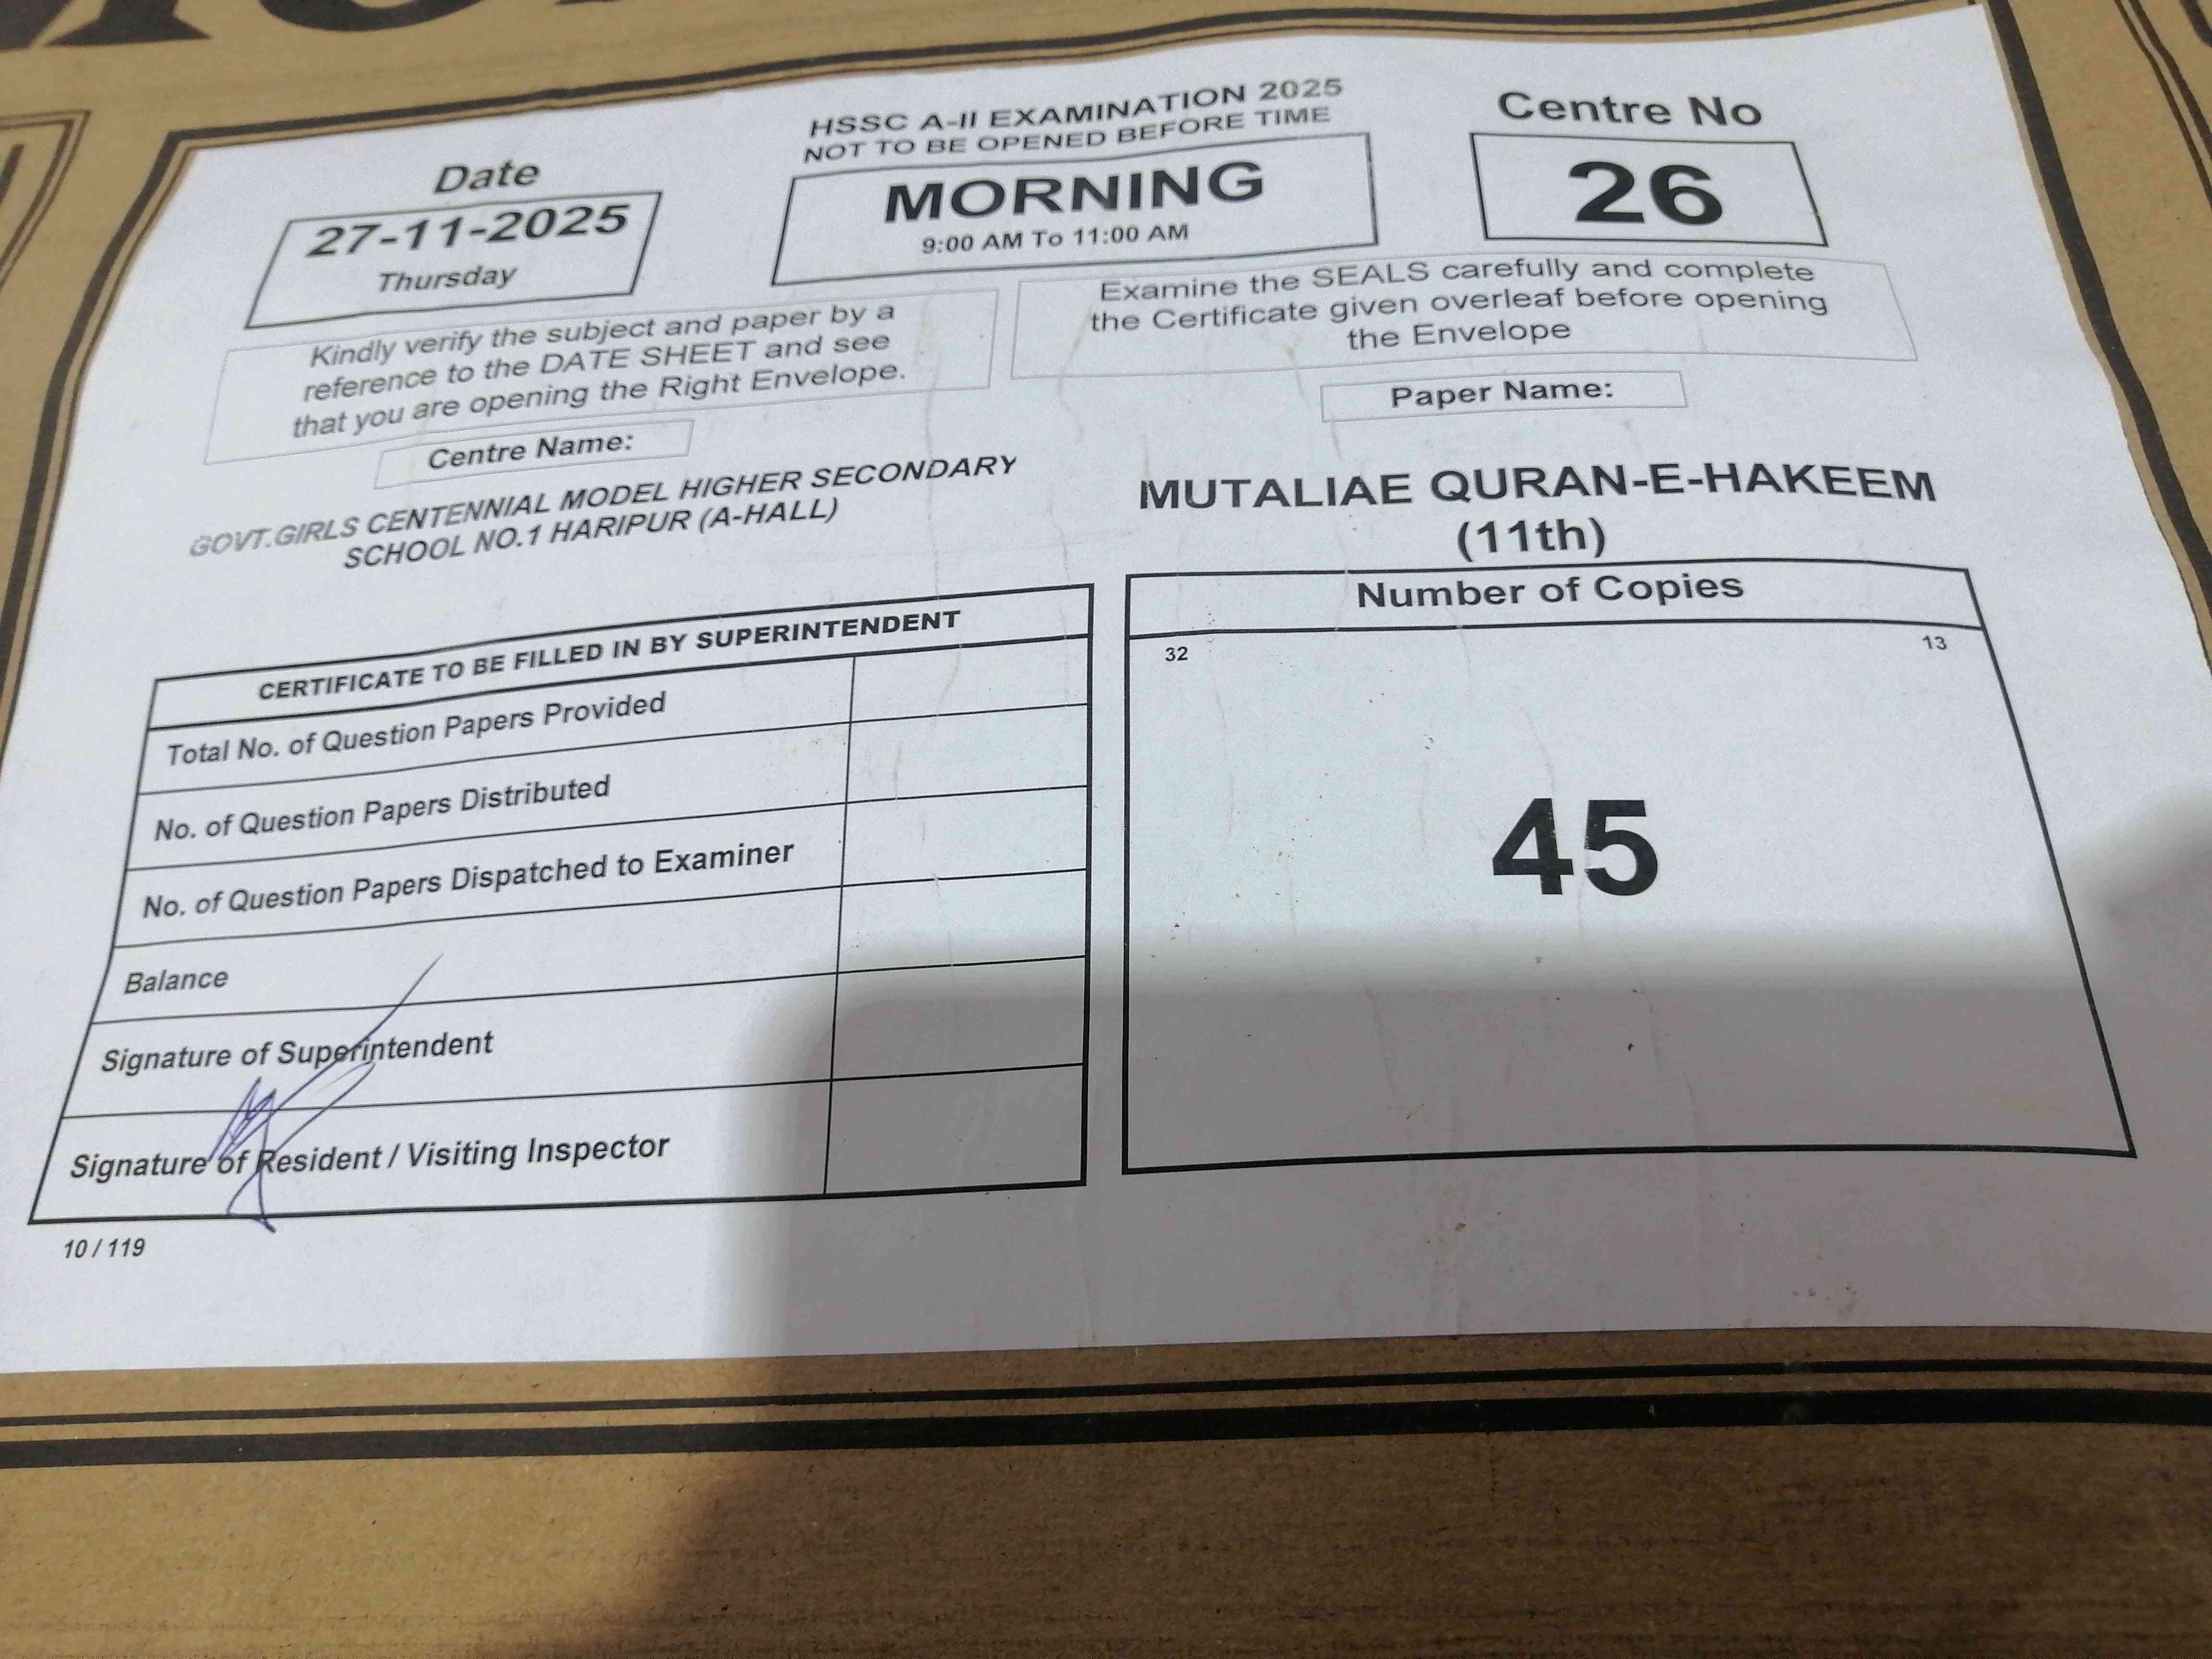 HSSC A-II EXAMINATION 2025
NOT TO BE OPENED BEFORE TIME
Date
27-11-2025
Thursday
MORNING
9:00 AM To 11:00 AM
Centre No
26
Kindly verify the subject and paper by a
reference to the DATE SHEET and see
that you are opening the Right Envelope.
Examine the SEALS carefully and complete
the Certificate given overleaf before opening
the Envelope
Centre Name:
GOVT.GIRLS CENTENNIAL MODEL HIGHER SECONDARY
SCHOOL NO.1 HARIPUR (A-HALL)
Paper Name:
MUTALIAE QURAN-E-HAKEEM
(11th)
CERTIFICATE TO BE FILLED IN BY SUPERINTENDENT
Total No. of Question Papers Provided
No. of Question Papers Distributed
No. of Question Papers Dispatched to Examiner
Balance
Signature of Superintendent
Signature of Resident / Visiting Inspector
10 / 119
Number of Copies
32
13
45